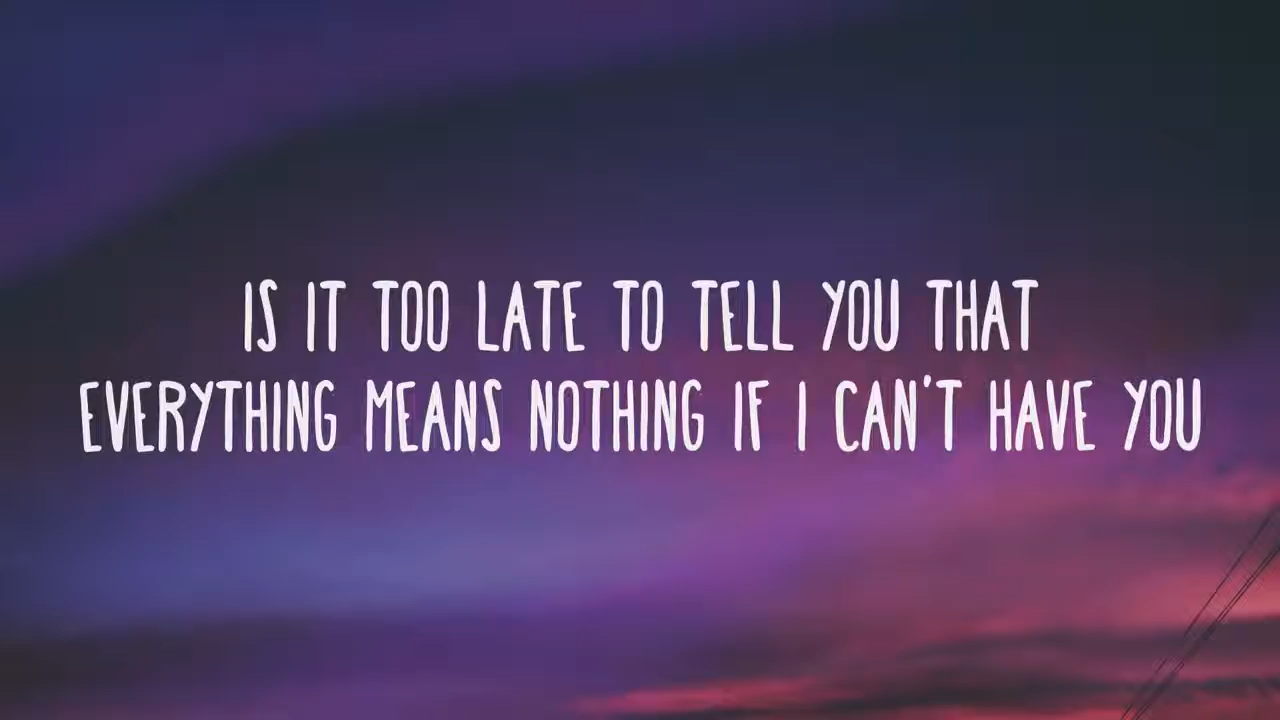 IS IT TOO LATE TO TELL YOU THAT
EVERYTHING MEANS NOTHING IF I CAN'T HAVE YOU